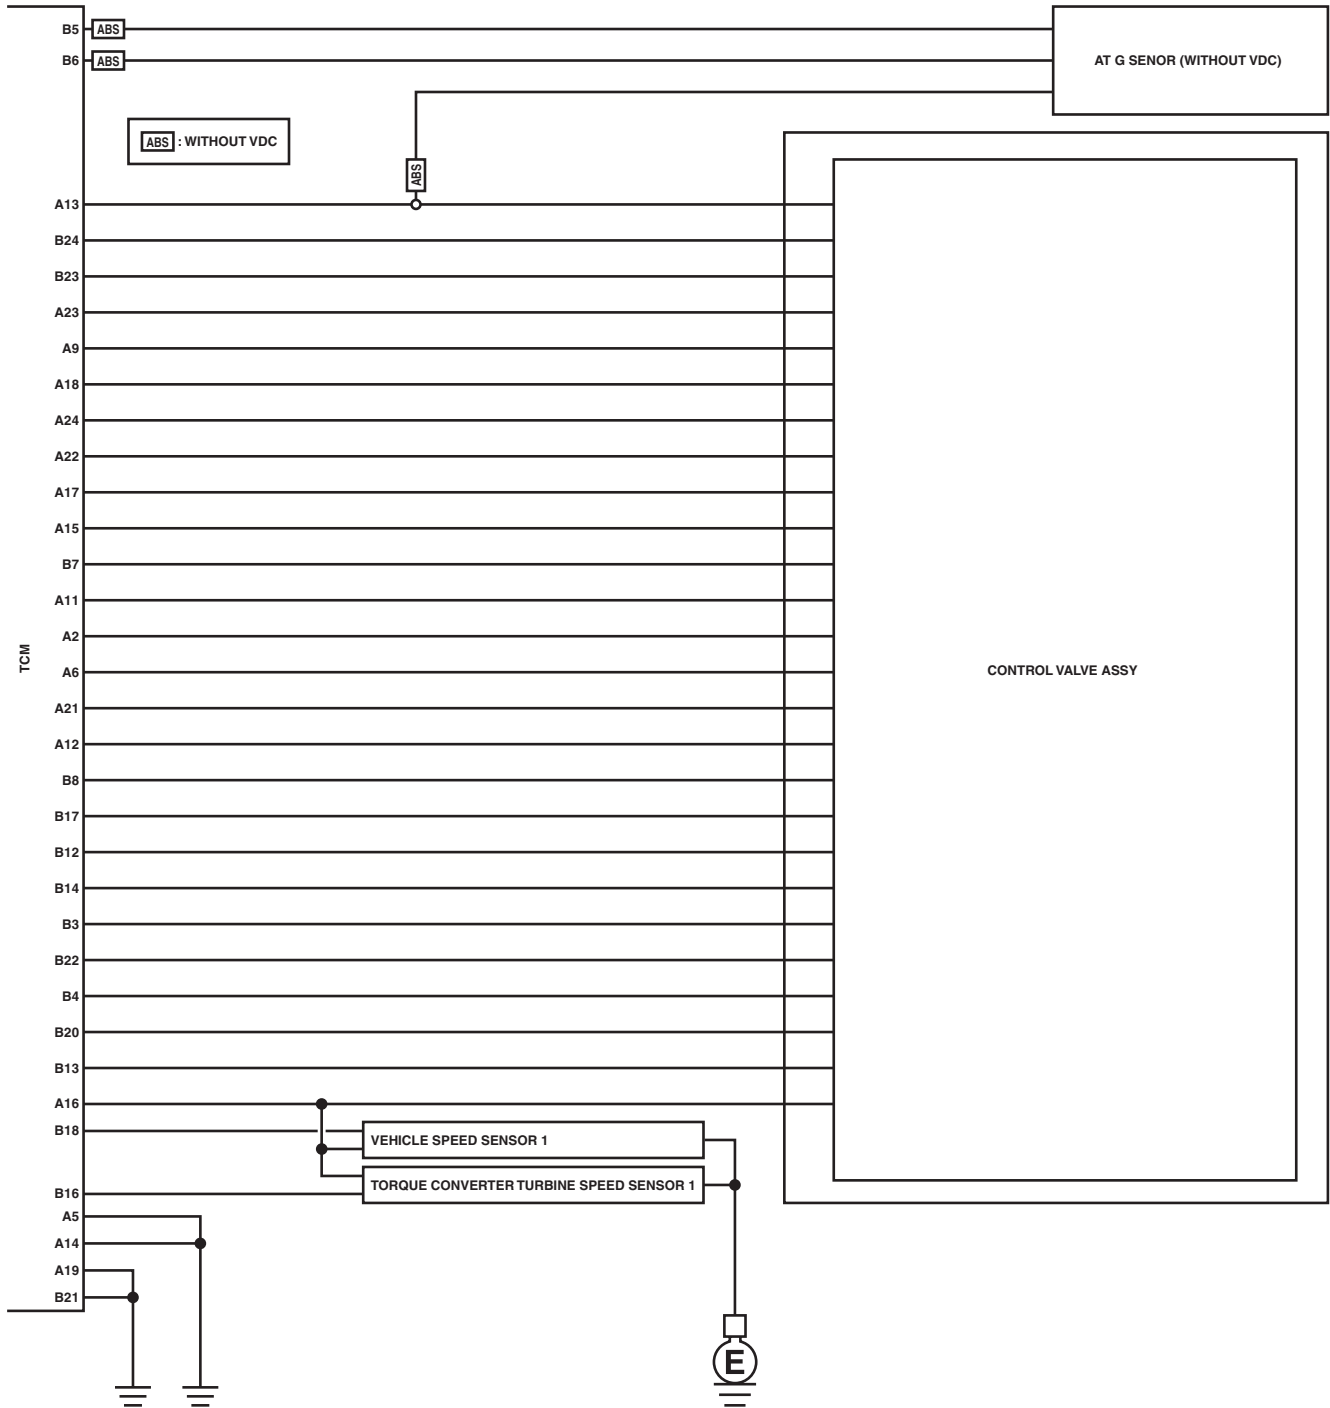 B5 ABS
B6 ABS
AT G SENOR (WITHOUT VDC)
ABS : WITHOUT VDC
ABS
A13
B24
B23
A23
A9
A18
A24
A22
A17
A15
B7
A11
A2
TCM
A6
CONTROL VALVE ASSY
A21
A12
B8
B17
B12
B14
B3
B22
B4
B20
B13
A16
B18
VEHICLE SPEED SENSOR 1
TORQUE CONVERTER TURBINE SPEED SENSOR 1
B16
A5
A14
A19
B21
E